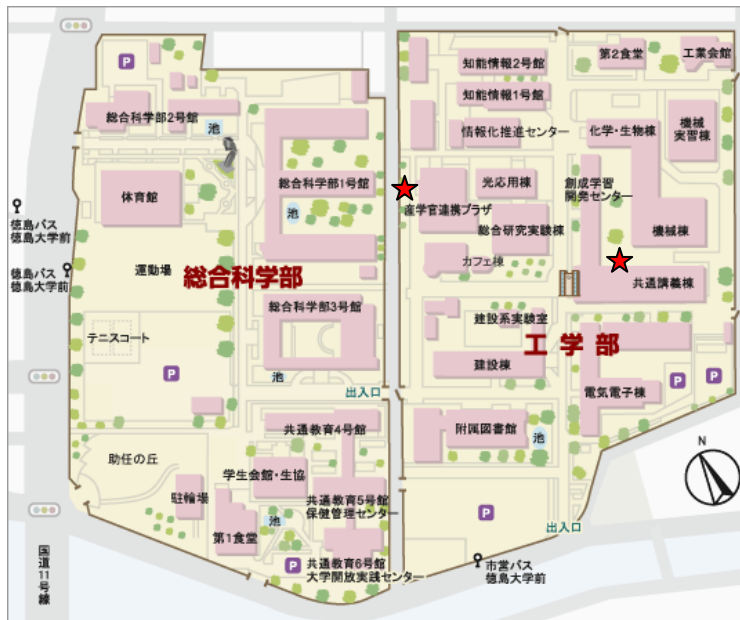 P
知能情報2号館
第2食堂
工業会館
知能情報1号館
総合科学部2号館
池
情報化推進センター
化学・生物棟
機械
実習棟
体育館
総合科学部1号館
光応用棟
創成学習
開発センター
徳島バス
徳島大学前
池
産学官連携プラザ
総合研究実験棟
機械棟
徳島バス
徳島大学前
運動場
総合科学部
カフェ棟
共通講義棟
総合科学部3号館
建設系実験室
テニスコート
工学部
建設棟
P
池
出入口
電気電子棟
P
P
共通教育4号館
附属図書館
池
助任の丘
学生会館・生協
N
駐輪場
共通教育5号館
保健管理センター
池
P
第1食堂
出入口
国道11号線
P
共通教育6号館
大学開放実践センター
市営バス
徳島大学前